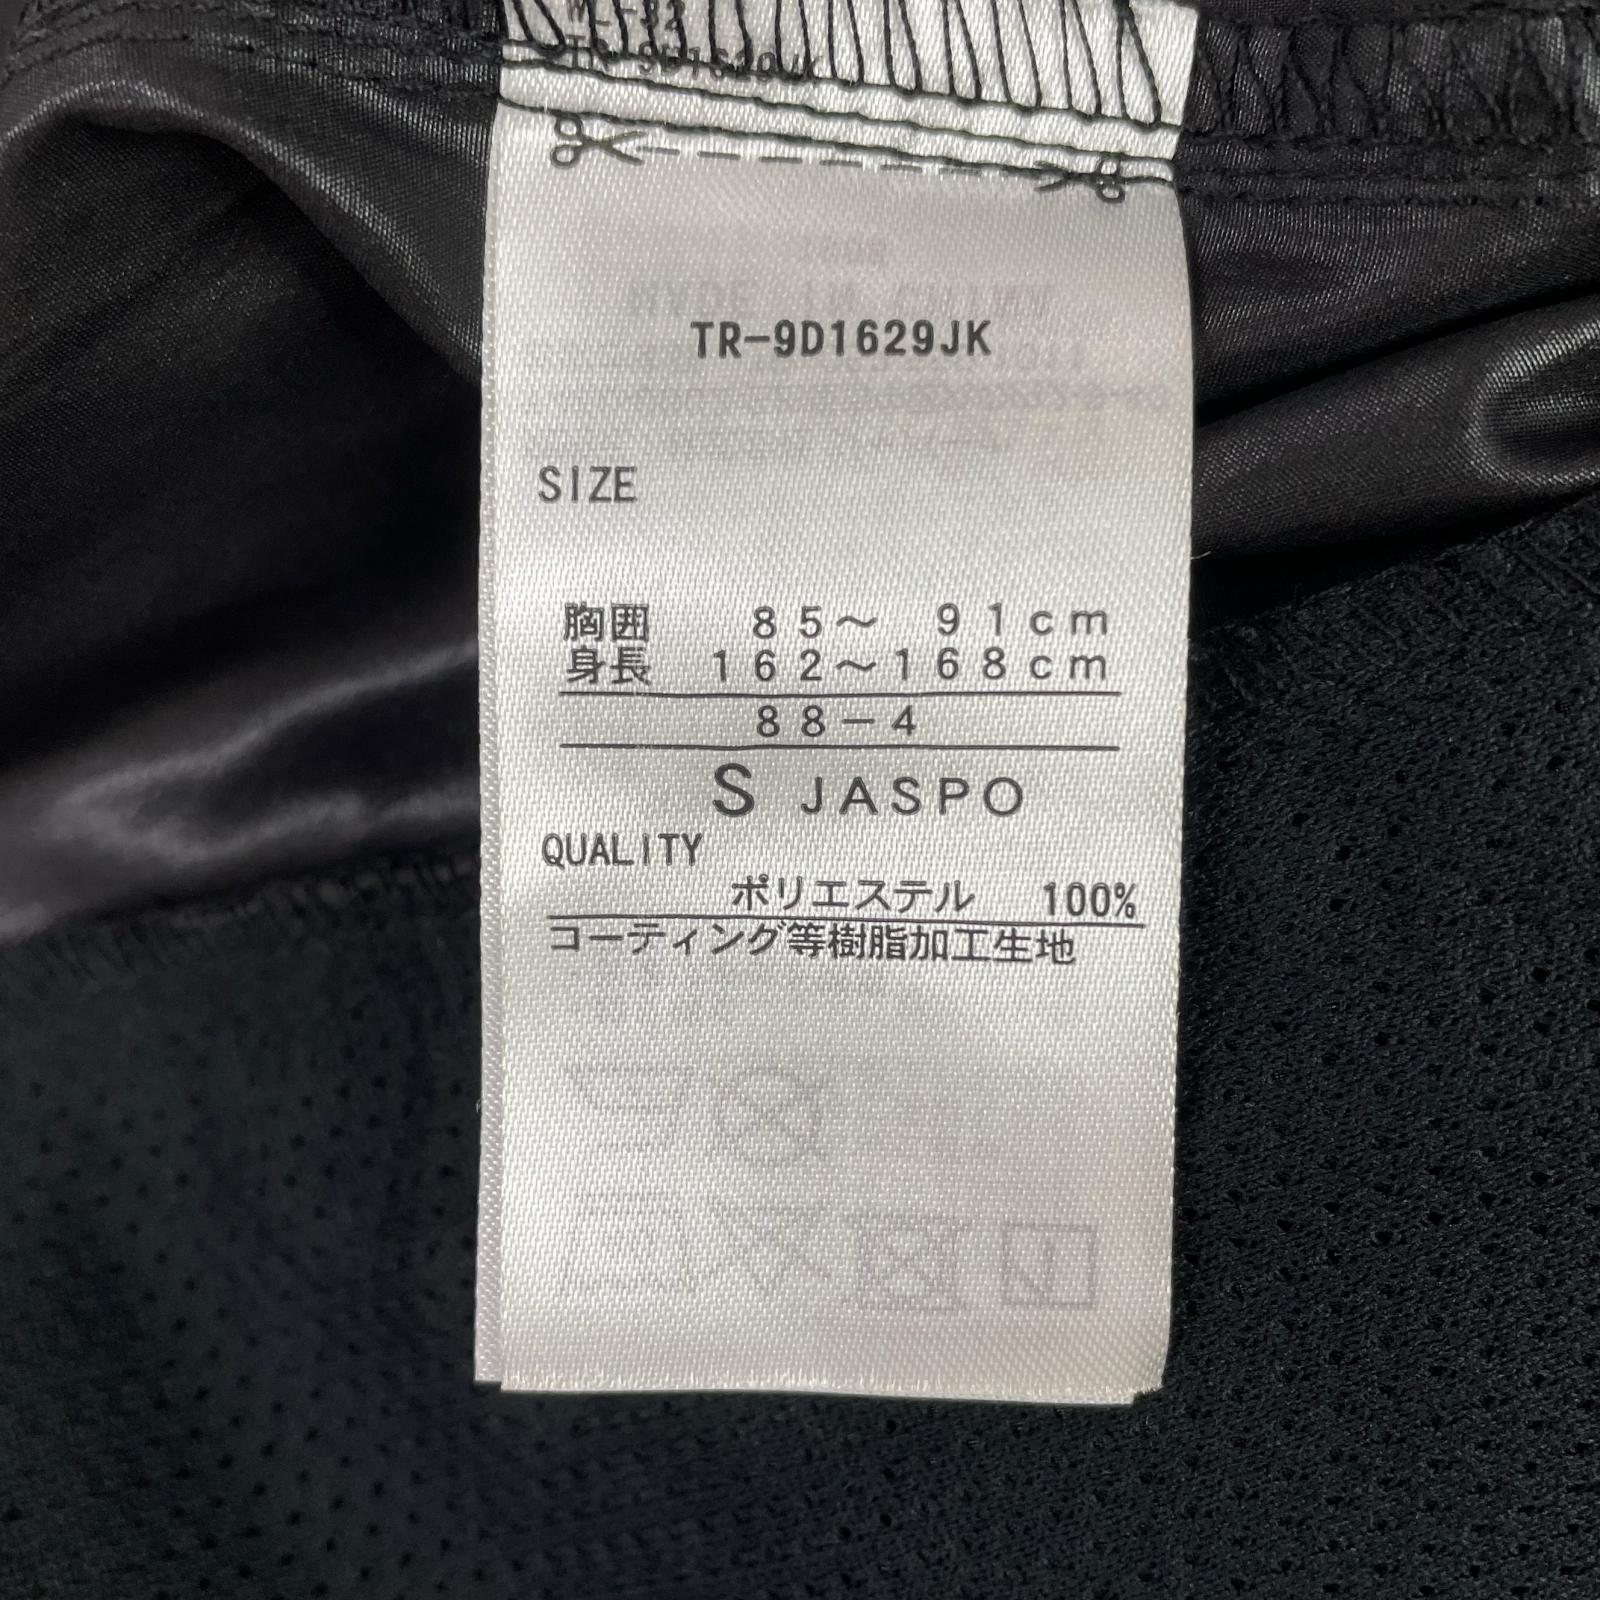 TR-9D1629JK
SIZE
胸囲 85～ 91cm
身長 162～168cm
88-4
S JASPO
QUALITY
ポリエステル 100%
コーティング等樹脂加工生地